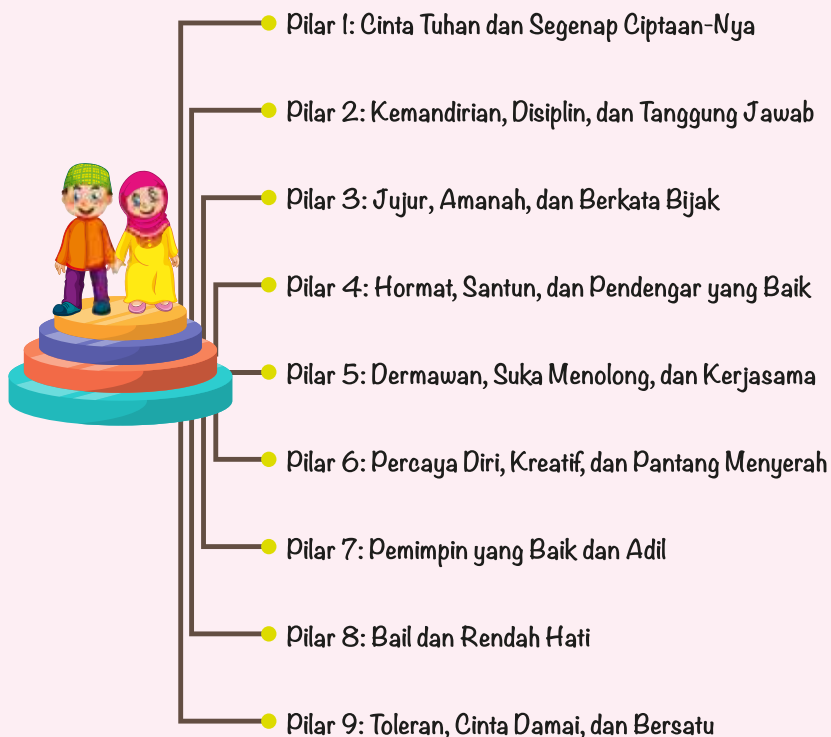 Pilar 1: Cinta Tuhan dan Segenap Ciptaan-Nya
Pilar 2: Kemandirian, Disiplin, dan Tanggung Jawab
Pilar 3: Jujur, Amanah, dan Berkata Bijak
Pilar 4: Hormat, Santun, dan Pendengar yang Baik
Pilar 5: Dermawan, Suka Menolong, dan Kerjasama
Pilar 6: Percaya Diri, Kreatif, dan Pantang Menyerah
Pilar 7: Pemimpin yang Baik dan Adil
Pilar 8: Bail dan Rendah Hati
Pilar 9: Toleran, Cinta Damai, dan Bersatu